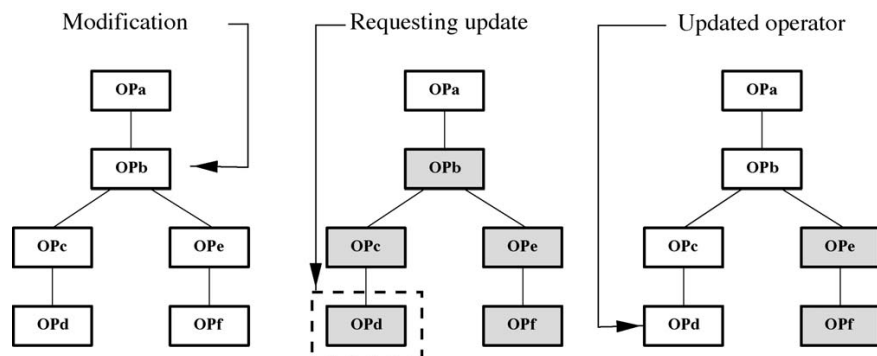 Modification Requesting update Updated operator
OPa OPa OPa
OPb OPb OPb
OPc OPe OPc OPe OPc OPe
OPd OPf OPd OPf OPd OPf